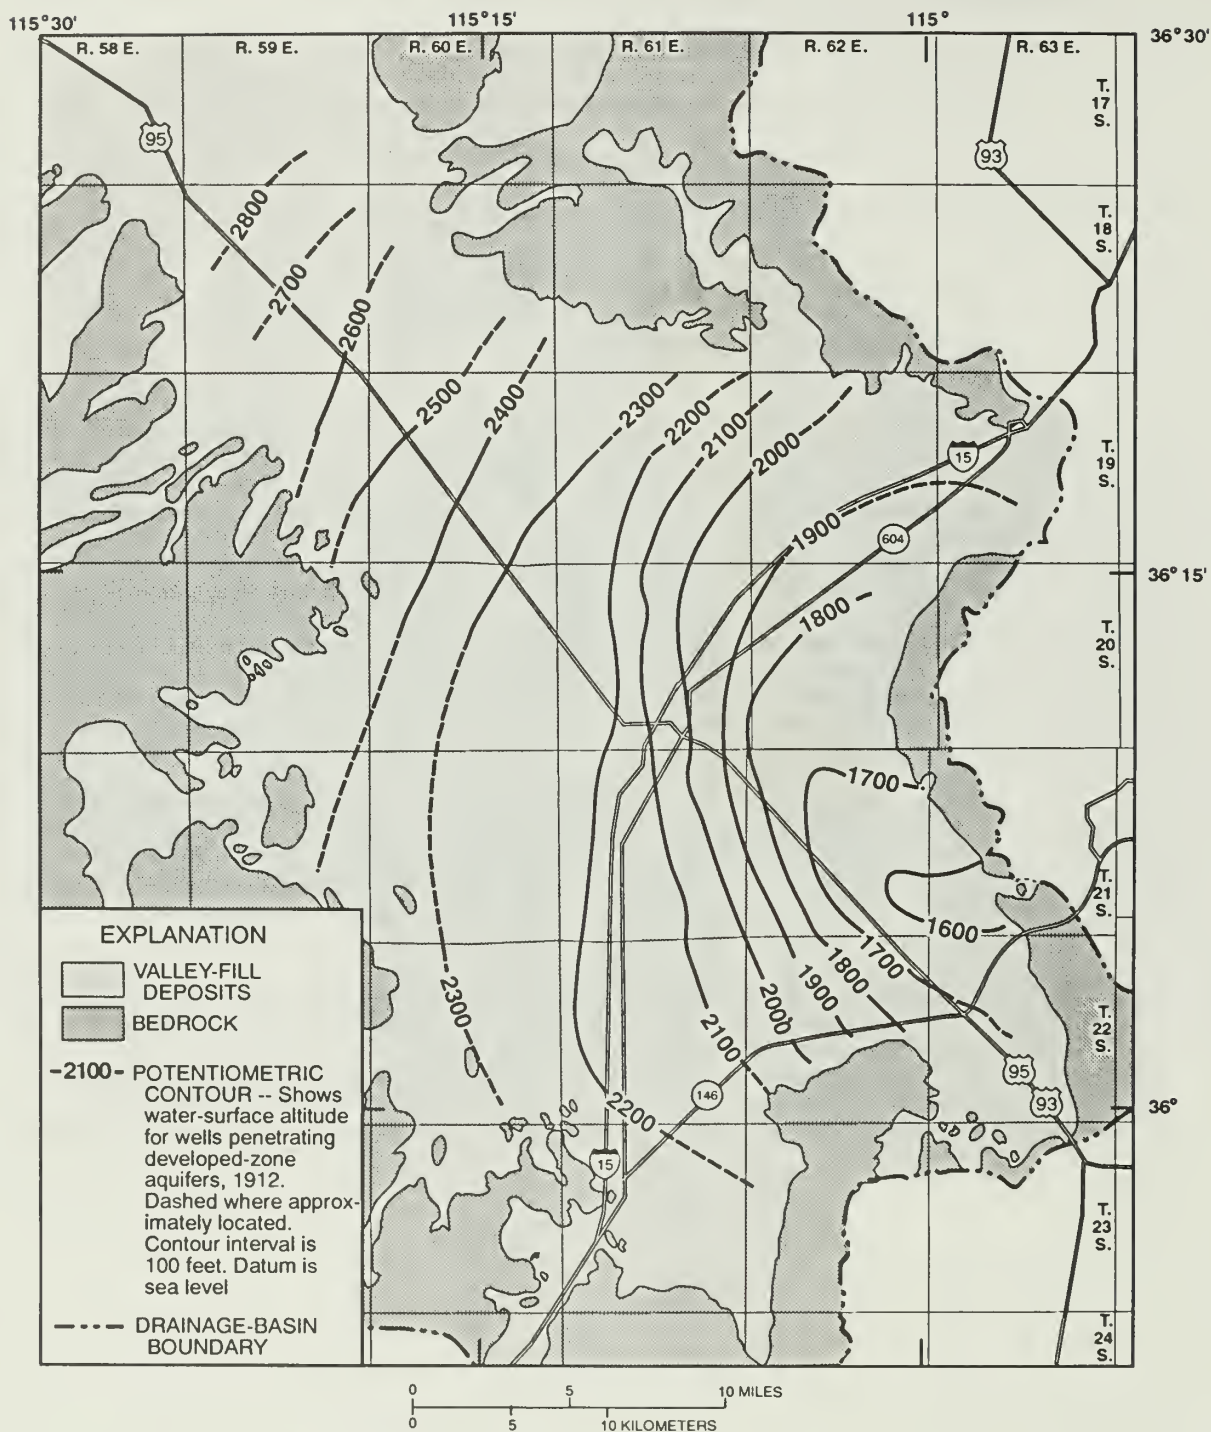 115°30'
115°15'
115°
36°30'
R. 58 E.
R. 59 E.
R. 60 E.
R. 61 E.
R. 62 E.
R. 63 E.
T.
17
S.
95
93
2800
T.
18
S.
2700
2600
2500
2400
2300
2200
2100
2000
15
T.
19
S.
1900
604
36°15'
1800
T.
20
S.
1700
T.
21
S.
1600
2300
2100
2000
1900
1800
1700
T.
22
S.
95
93
146
36°
2200
15
T.
23
S.
T.
24
S.
EXPLANATION
VALLEY-FILL
DEPOSITS
BEDROCK
-2100- POTENTIOMETRIC
CONTOUR -- Shows
water-surface altitude
for wells penetrating
developed-zone
aquifers, 1912.
Dashed where approx-
imately located.
Contour interval is
100 feet. Datum is
sea level
DRAINAGE-BASIN
BOUNDARY
0 5 10 MILES
0 5 10 KILOMETERS